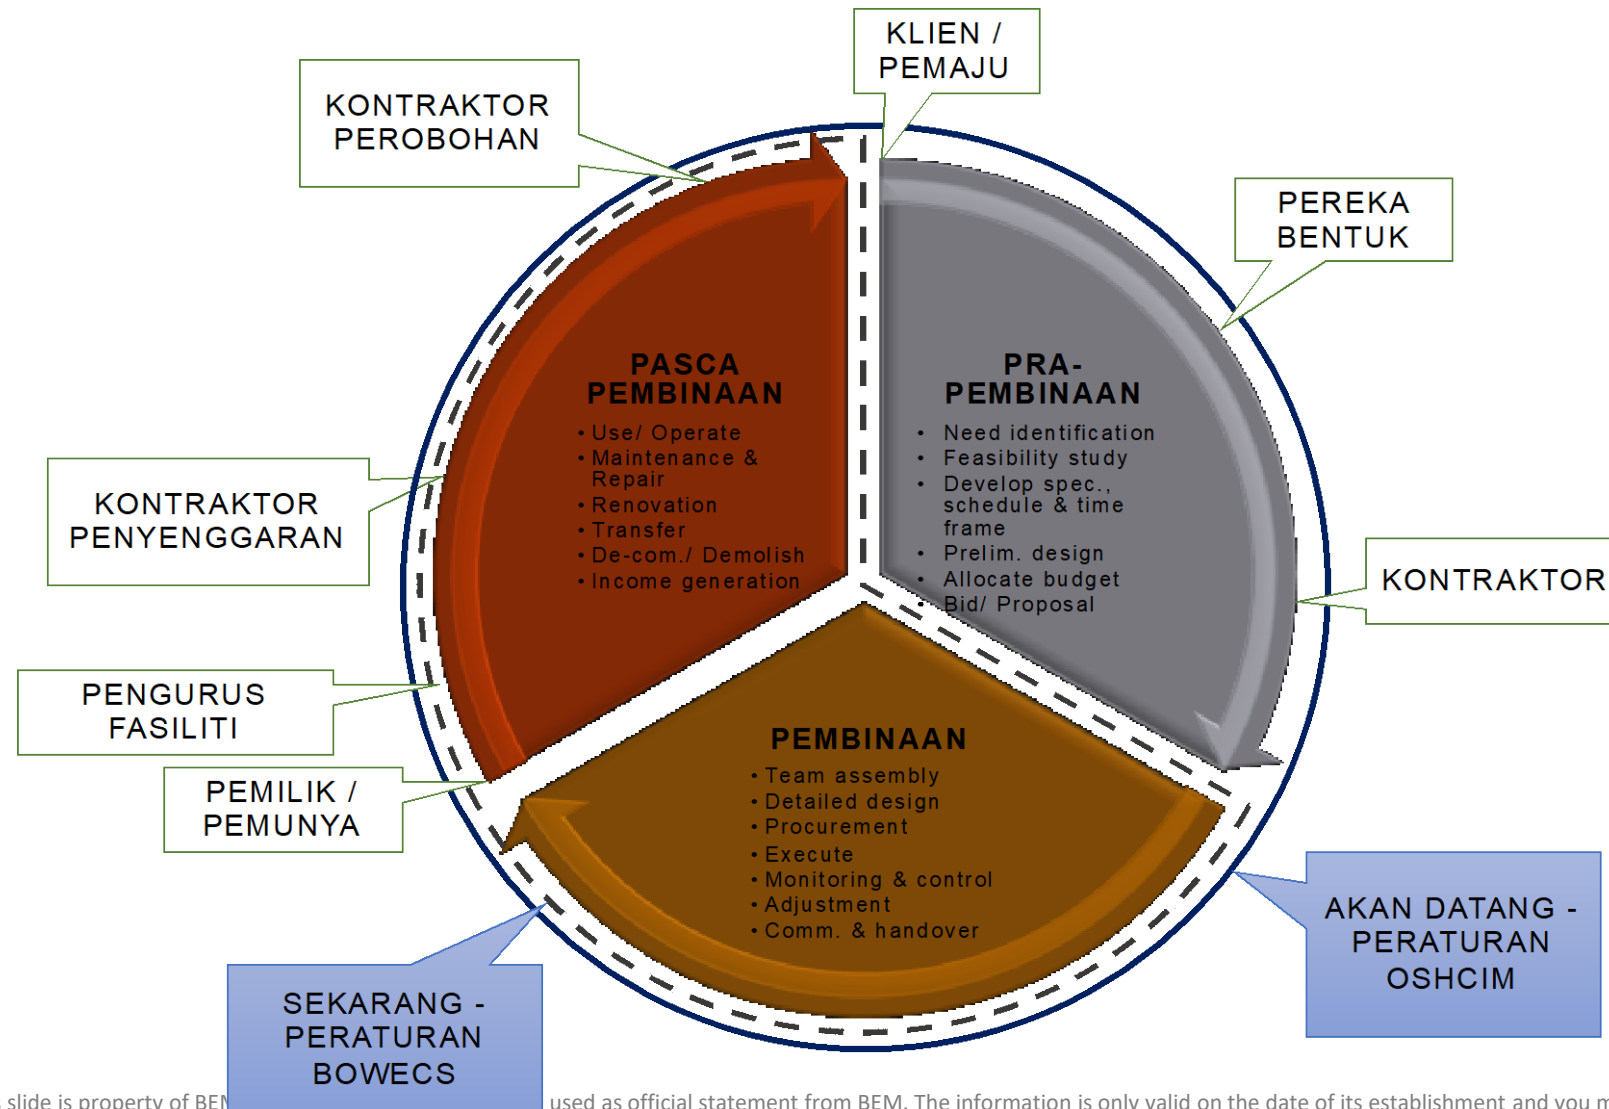 KLIEN /
PEMAJU
KONTRAKTOR
PEROBOHAN
PEREKA
BENTUK
PASCA
PEMBINAAN
• Use/ Operate
• Maintenance &
Repair
• Renovation
• Transfer
• De-com./ Demolish
• Income generation
PRA-
PEMBINAAN
• Need identification
• Feasibility study
• Develop spec.,
schedule & time
frame
• Prelim. design
• Allocate budget
• Bid/ Proposal
KONTRAKTOR
PENYENGGARAN
KONTRAKTOR
PENGURUS
FASILITI
PEMILIK /
PEMUNYA
PEMBINAAN
• Team assembly
• Detailed design
• Procurement
• Execute
• Monitoring & control
• Adjustment
• Comm. & handover
AKAN DATANG -
PERATURAN
OSHCIM
SEKARANG -
PERATURAN
BOWECS
slide is property of BEM used as official statement from BEM. The information is only valid on the date of its establishment and you